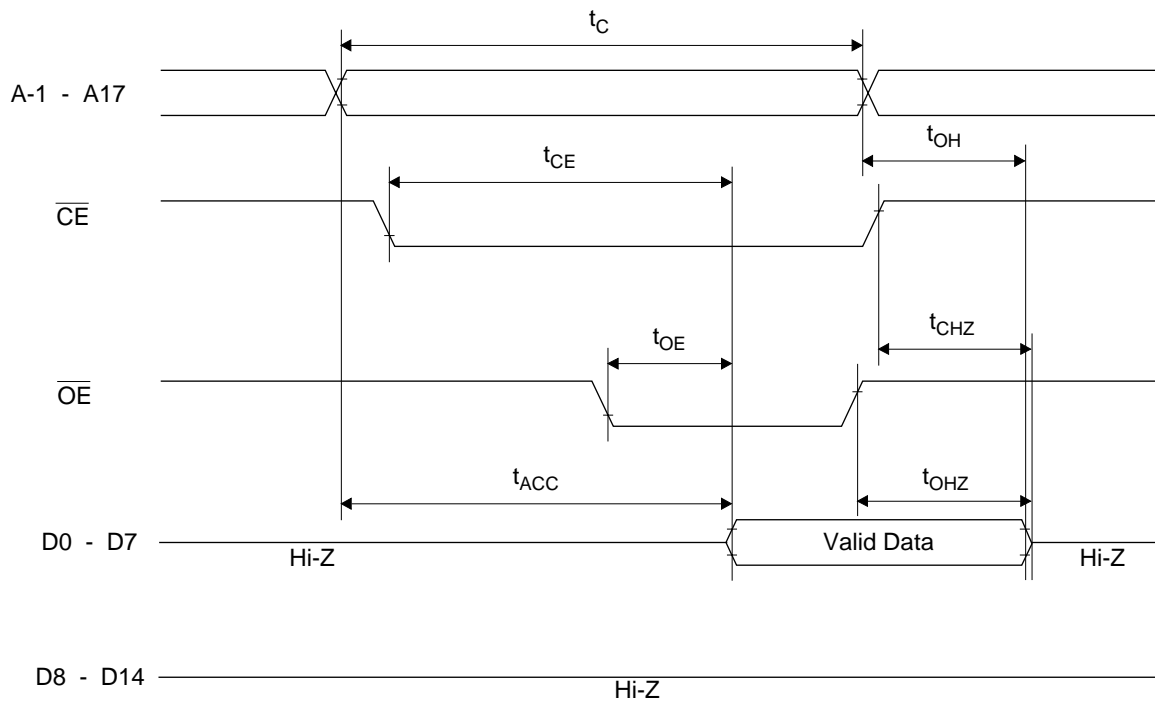 tC
A-1 - A17
tOH
tCE
CE
tCHZ
tOE
OE
tACC
tOHZ
D0 - D7
Hi-Z
Valid Data
Hi-Z
D8 - D14
Hi-Z